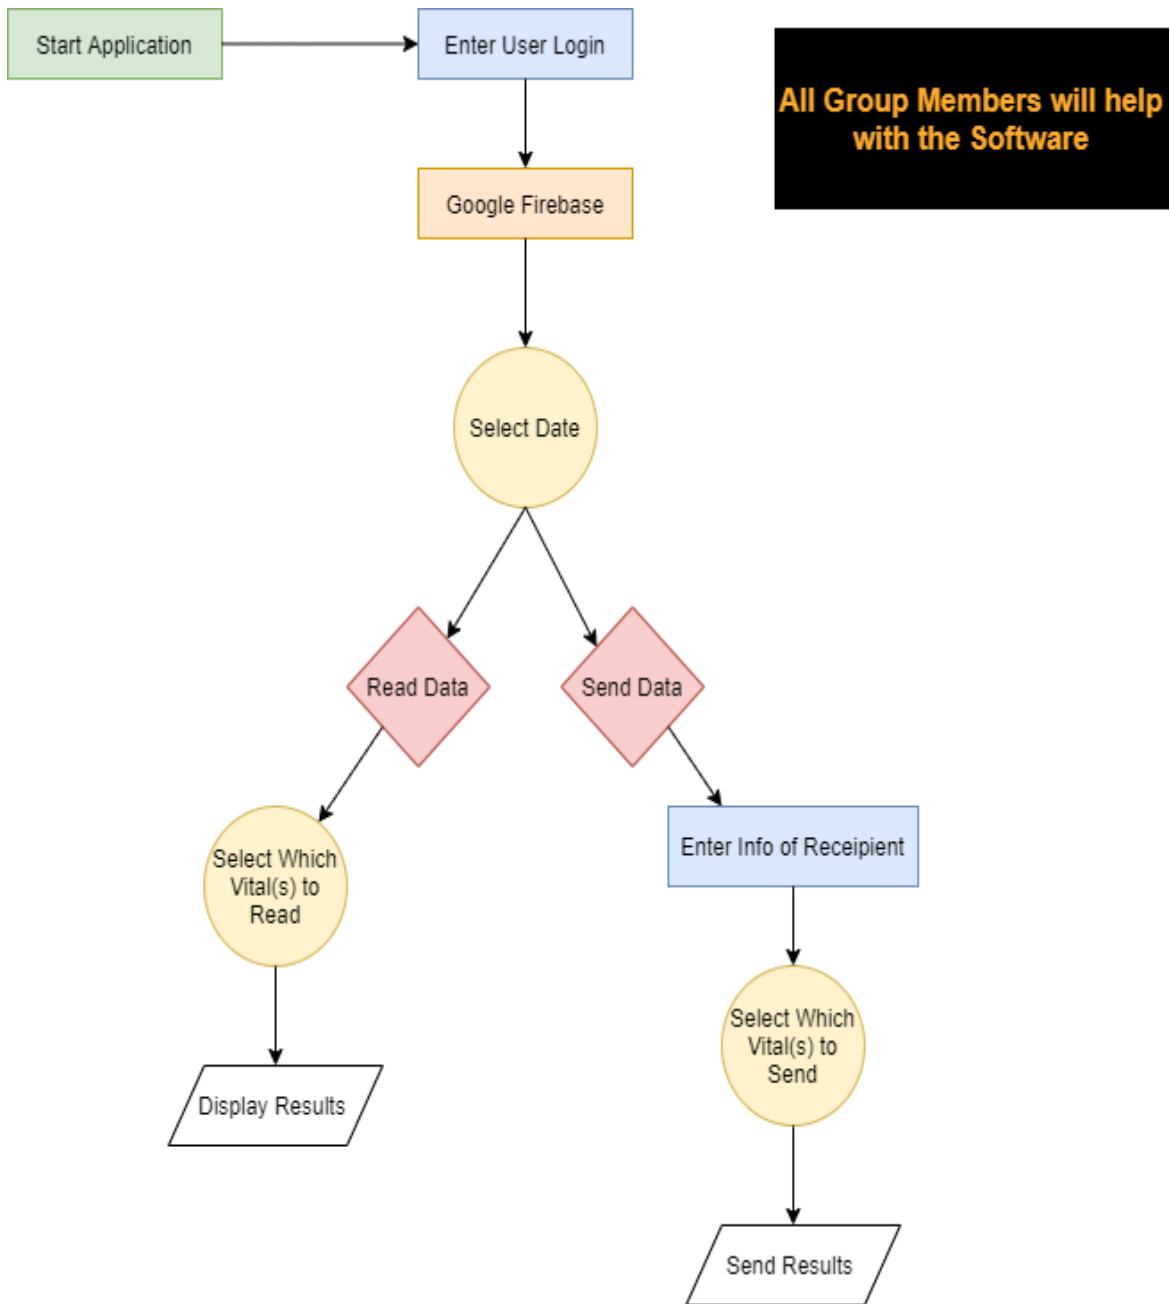 Start Application
Enter User Login
All Group Members will help
with the Software
Google Firebase
Select Date
Read Data
Send Data
Select Which
Vital(s) to
Read
Enter Info of Receipient
Select Which
Vital(s) to
Send
Display Results
Send Results